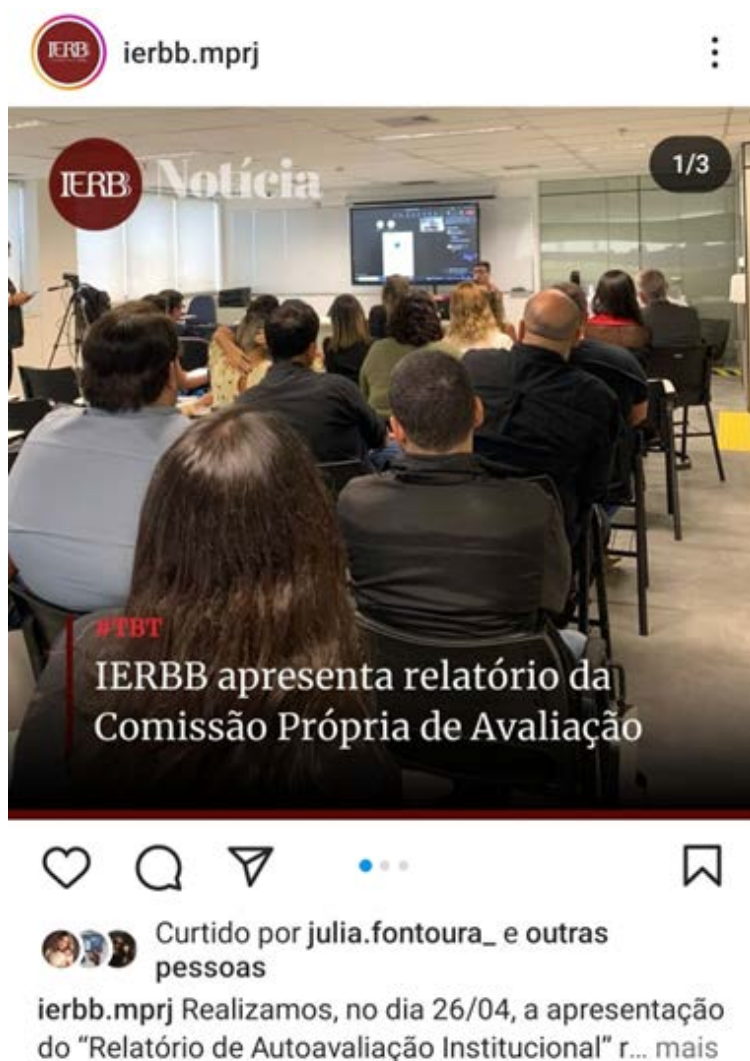 IERB
ierbb.mprj
IERB Notícia
1/3
#TBT
IERBB apresenta relatório da
Comissão Própria de Avaliação
Curtido por julia.fontoura_ e outras
pessoas
ierbb.mprj Realizamos, no dia 26/04, a apresentação
do “Relatório de Autoavaliação Institucional” r... mais